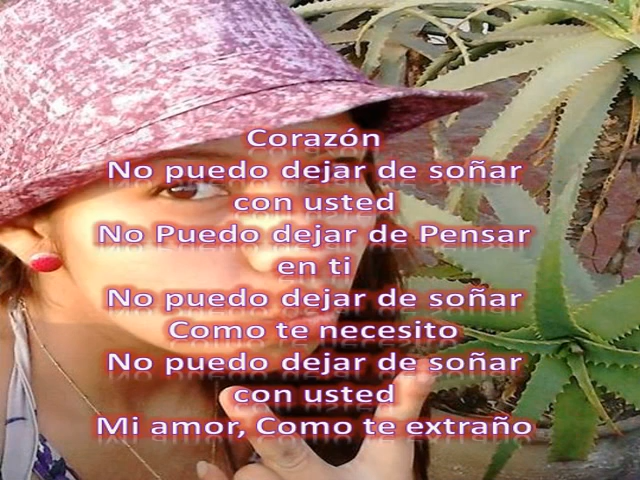 Corazón
No puedo dejar de soñar
con usted
No Puedo dejar de Pensar
en ti
No puedo dejar de soñar
Como te necesito
No puedo dejar de soñar
con usted
Mi amor, Como te extraño